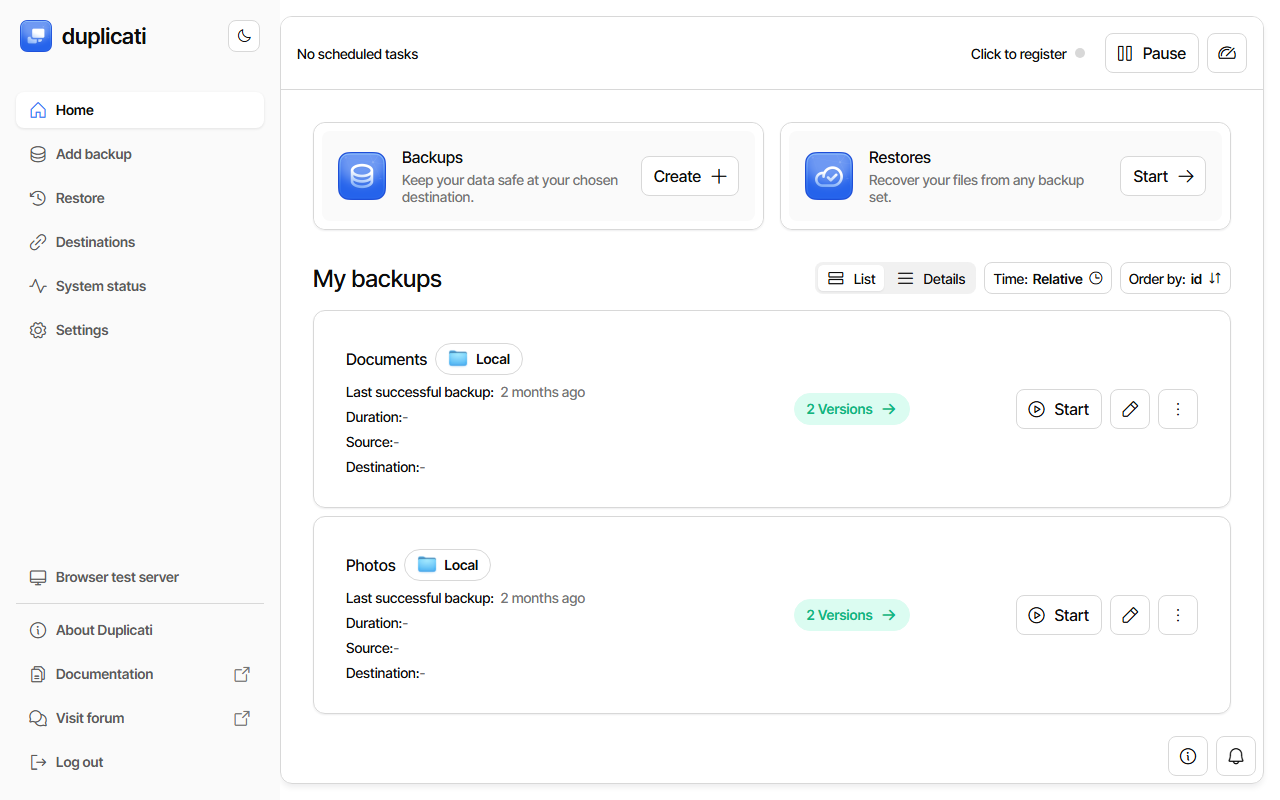 duplicati
Home
Add backup
Restore
Destinations
System status
Settings
Browser test server
About Duplicati
Documentation
Visit forum
Log out
No scheduled tasks
Click to register
Pause
Backups
Keep your data safe at your chosen
destination.
Create
Restores
Recover your files from any backup
set.
Start
My backups
List
Details
Time: Relative
Order by: id
Documents
Local
Last successful backup: 2 months ago
Duration:-
Source:-
Destination:-
2 Versions
Start
Photos
Local
Last successful backup: 2 months ago
Duration:-
Source:-
Destination:-
2 Versions
Start